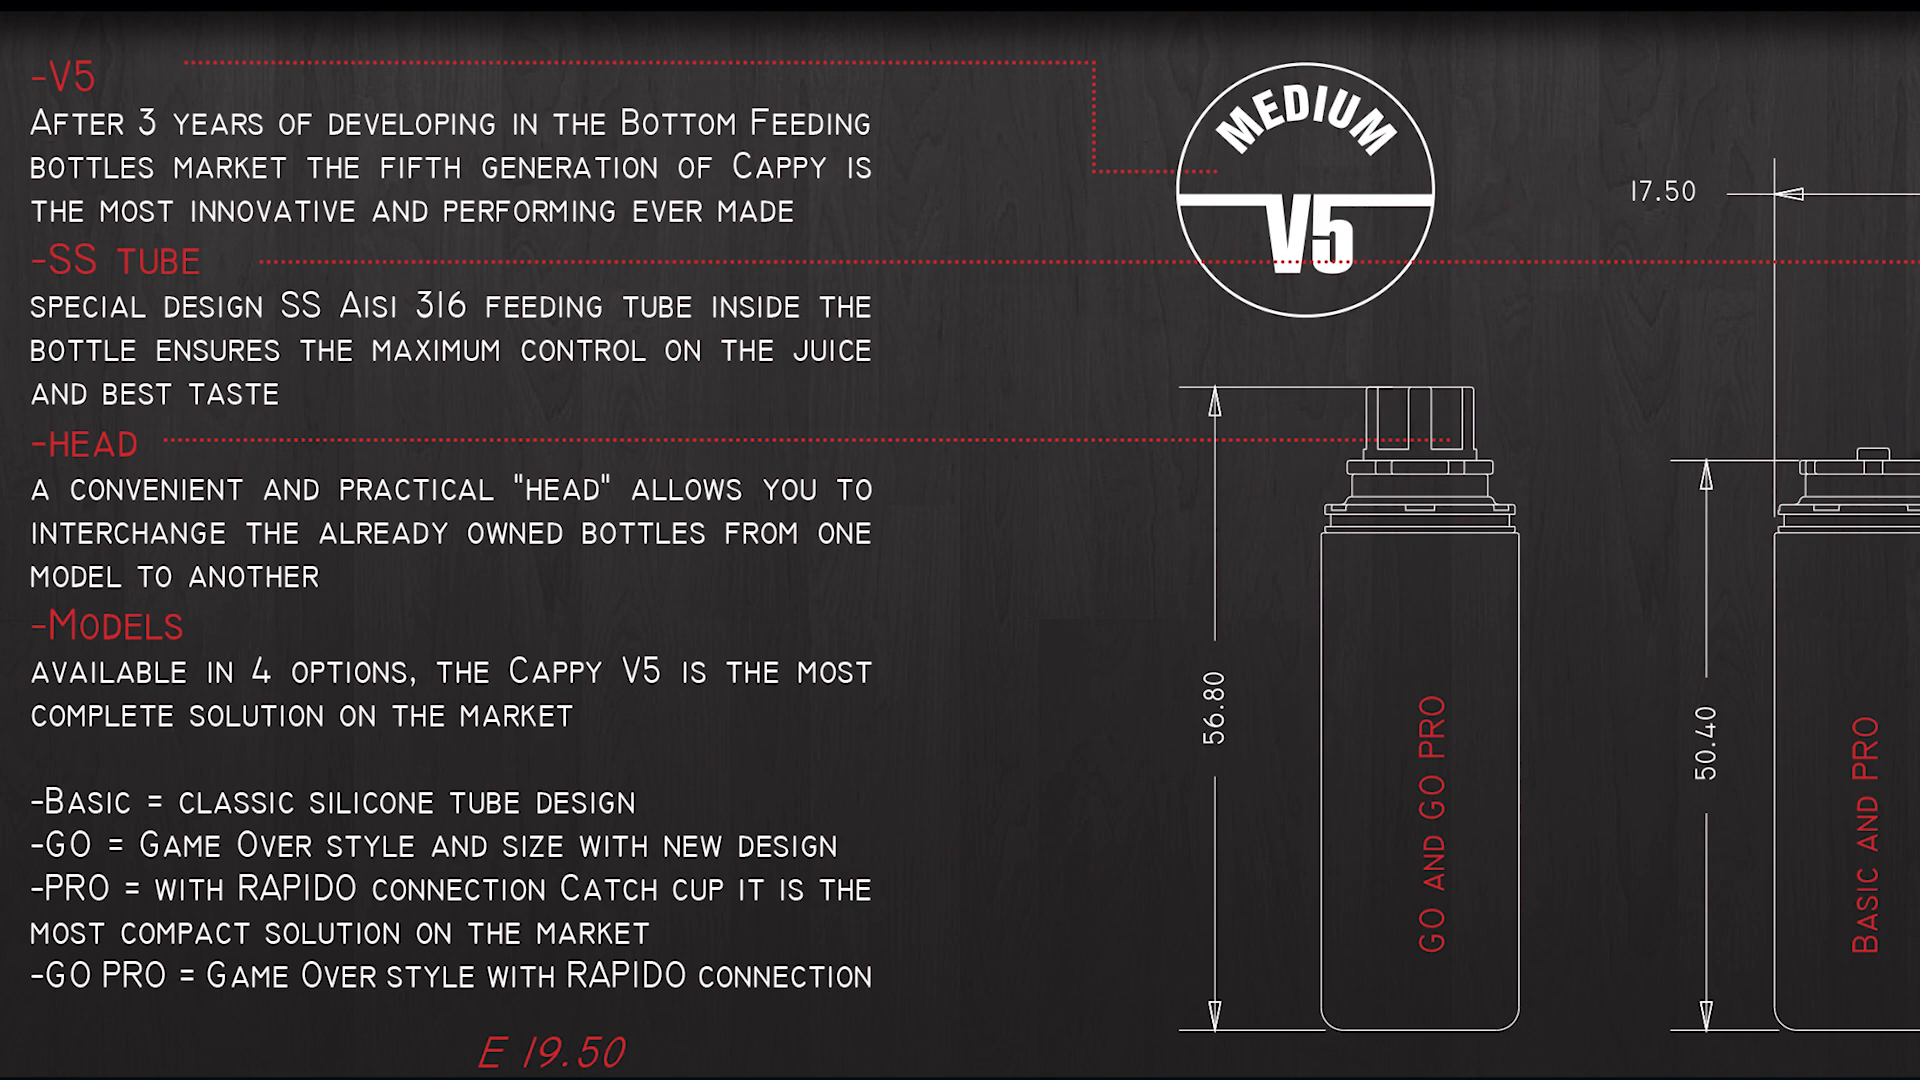 -V5
After 3 years of developing in the Bottom Feeding
bottles market the fifth generation of Cappy is
the most innovative and performing ever made
-SS tube
special design SS Aisi 316 feeding tube inside the
bottle ensures the maximum control on the juice
and best taste
-head
a convenient and practical "head" allows you to
interchange the already owned bottles from one
model to another
-Models
available in 4 options, the Cappy V5 is the most
complete solution on the market
-Basic = classic silicone tube design
-GO = Game Over style and size with new design
-PRO = with RAPIDO connection Catch cup it is the
most compact solution on the market
-GO PRO = Game Over style with RAPIDO connection
E 19.50
MEDIUM
V5
17.50
56.80
GO and GO PRO
50.40
Basic and PRO